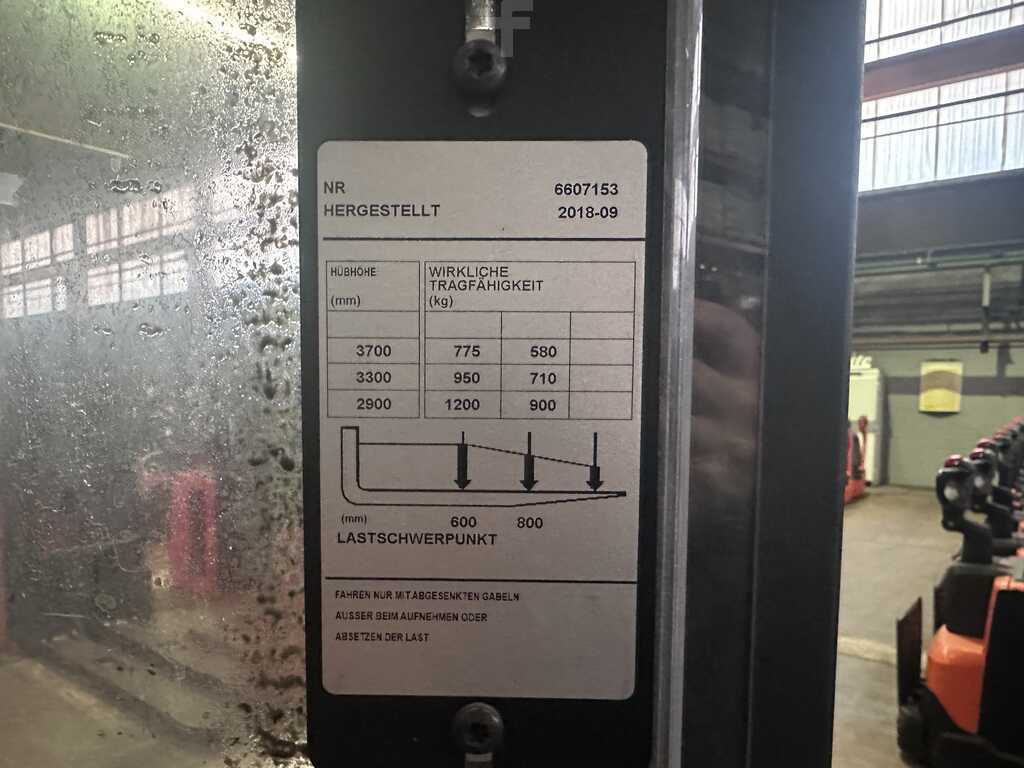 NR 6607153
HERGESTELLT 2018-09
HÜBHÖHE WIRKLICHE
TRAGFÄHIGKEIT
(mm) (kg)
3700 775 580
3300 950 710
2900 1200 900
(mm) 600 800
LASTSCHWERPUNKT
FAHREN NUR MIT ABGESENKTEN GABELN
AUSSER BEIM AUFNEHMEN ODER
ABSETZEN DER LAST